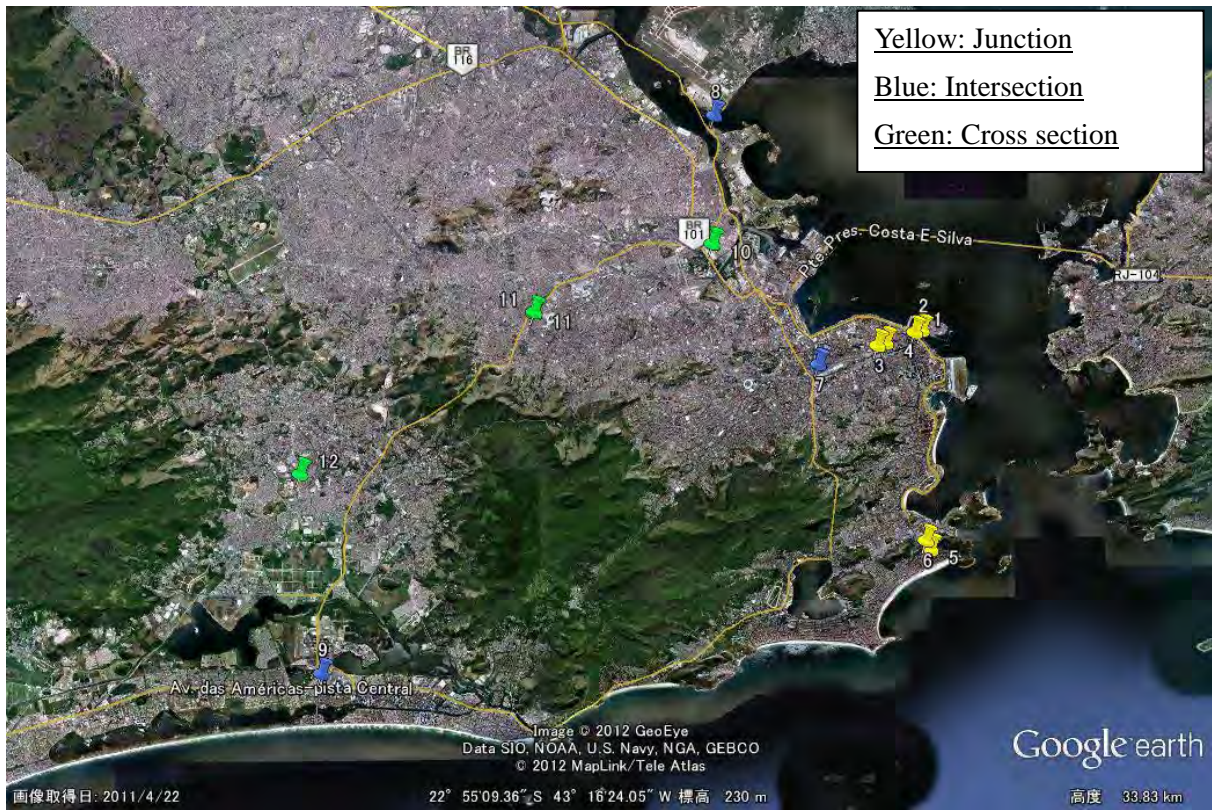 Yellow: Junction
Blue: Intersection
Green: Cross section
BR
116
8
BR
101
10
Pte. Pres. Costa E Silva
RJ-104
11
11
2
1
3
4
7
12
6
5
9
Av. das Américas-pista Central
Image © 2012 GeoEye
Data SIO, NOAA, U.S. Navy, NGA, GEBCO
© 2012 MapLink/Tele Atlas
Google earth
画像取得日: 2011/4/22
22° 55'09.36" S 43° 16'24.05" W 標高 230 m
高度 33.83 km